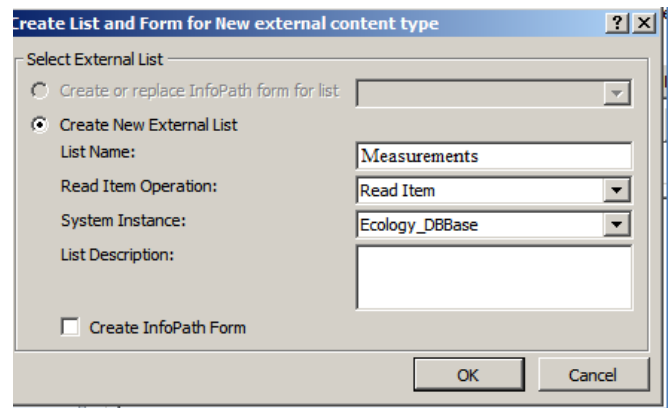 Create List and Form for New external content type
Select External List
Create or replace InfoPath form for list
Create New External List
List Name: Measurements
Read Item Operation: Read Item
System Instance: Ecology_DBBase
List Description:
Create InfoPath Form
OK Cancel